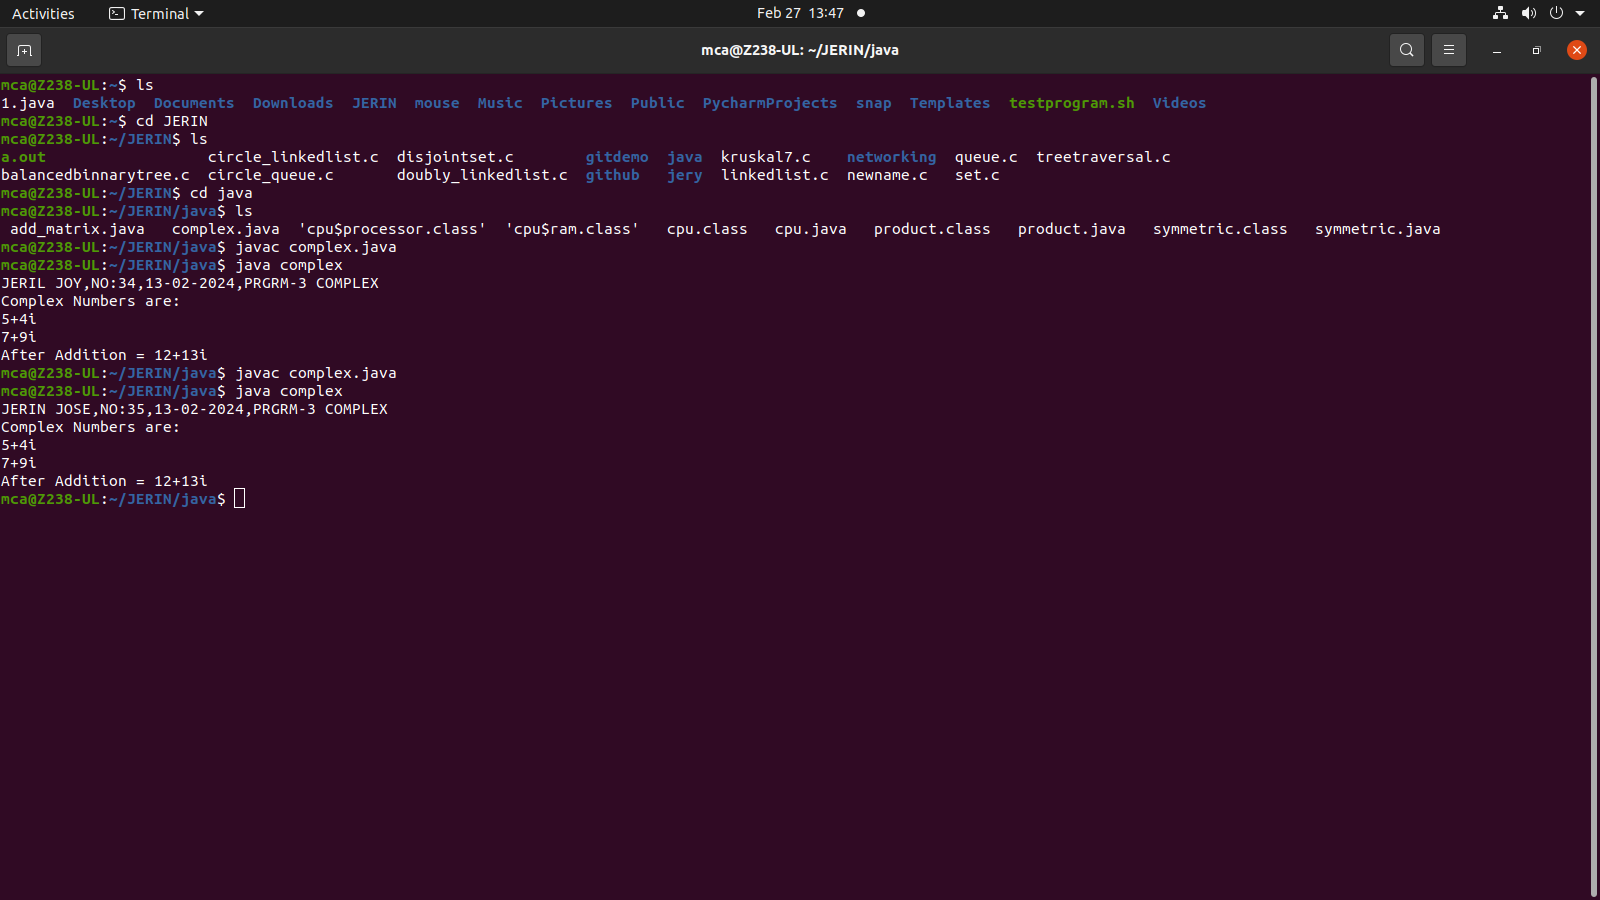 Activities Terminal Feb 27 13:47
mca@Z238-UL: ~/JERIN/java
mca@Z238-UL:~$ ls
1.java  Desktop  Documents  Downloads  JERIN  mouse  Music  Pictures  Public  PycharmProjects  snap  Templates  testprogram.sh  Videos
mca@Z238-UL:~$ cd JERIN
mca@Z238-UL:~/JERIN$ ls
a.out                  circle_linkedlist.c  disjointset.c        gitdemo  java  kruskal7.c    networking  queue.c  treetraversal.c
balancedbinnarytree.c  circle_queue.c       doubly_linkedlist.c  github   jery  linkedlist.c  newname.c   set.c
mca@Z238-UL:~/JERIN$ cd java
mca@Z238-UL:~/JERIN/java$ ls
 add_matrix.java   complex.java  'cpu$processor.class'  'cpu$ram.class'   cpu.class   cpu.java   product.class   product.java   symmetric.class   symmetric.java
mca@Z238-UL:~/JERIN/java$ javac complex.java
mca@Z238-UL:~/JERIN/java$ java complex
JERIL JOY,NO:34,13-02-2024,PRGRM-3 COMPLEX
Complex Numbers are:
5+4i
7+9i
After Addition = 12+13i
mca@Z238-UL:~/JERIN/java$ javac complex.java
mca@Z238-UL:~/JERIN/java$ java complex
JERIN JOSE,NO:35,13-02-2024,PRGRM-3 COMPLEX
Complex Numbers are:
5+4i
7+9i
After Addition = 12+13i
mca@Z238-UL:~/JERIN/java$